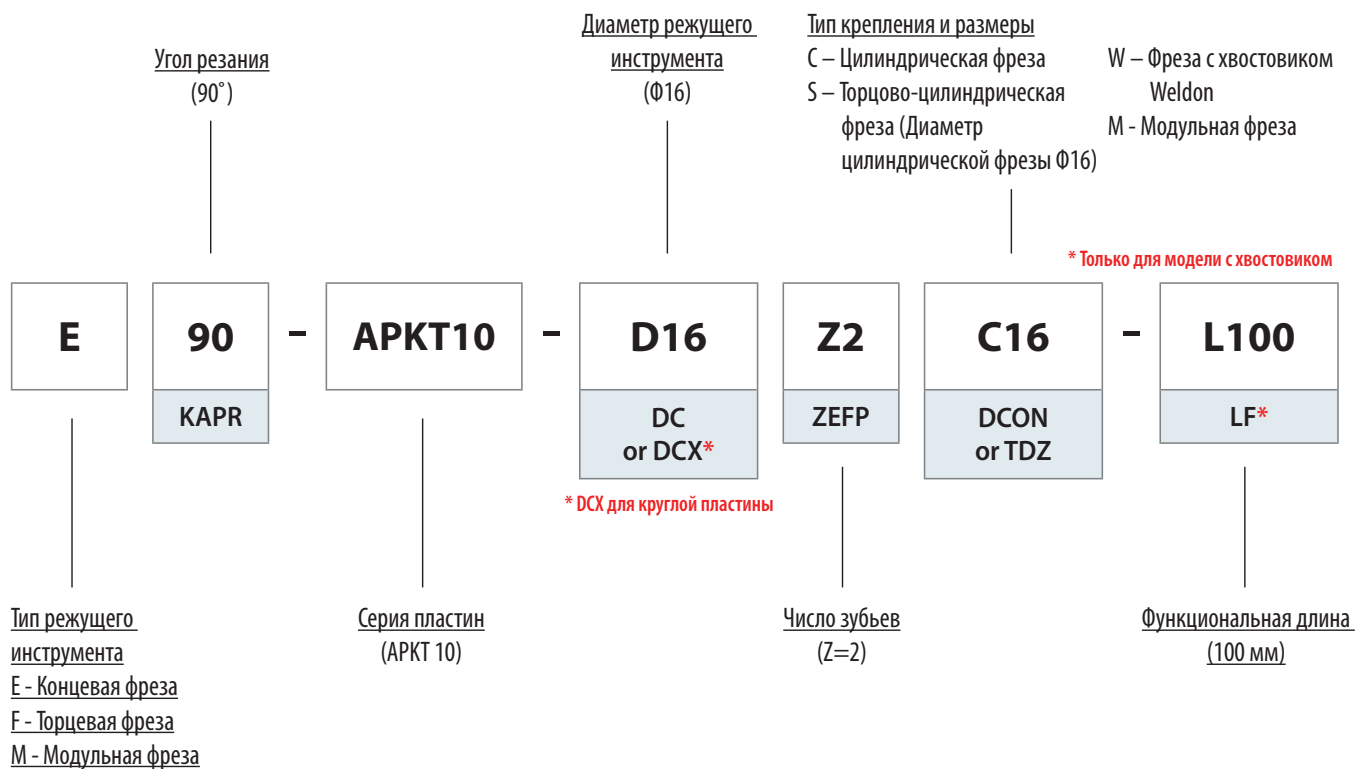 Угол резания
(90˚)
Диаметр режущего
инструмента
(Ф16)
Тип крепления и размеры
C – Цилиндрическая фреза
S – Торцово-цилиндрическая
фреза (Диаметр
цилиндрической фрезы Ф16)
W – Фреза с хвостовиком
Weldon
M - Модульная фреза
* Только для модели с хвостовиком
E 90 - APKT10 - D16 Z2 C16 - L100
KAPR
DC
or DCX*
ZEFP
DCON
or TDZ
LF*
* DCX для круглой пластины
Тип режущего
инструмента
E - Концевая фреза
F - Торцевая фреза
M - Модульная фреза
Серия пластин
(APKT 10)
Число зубьев
(Z=2)
Функциональная длина
(100 мм)